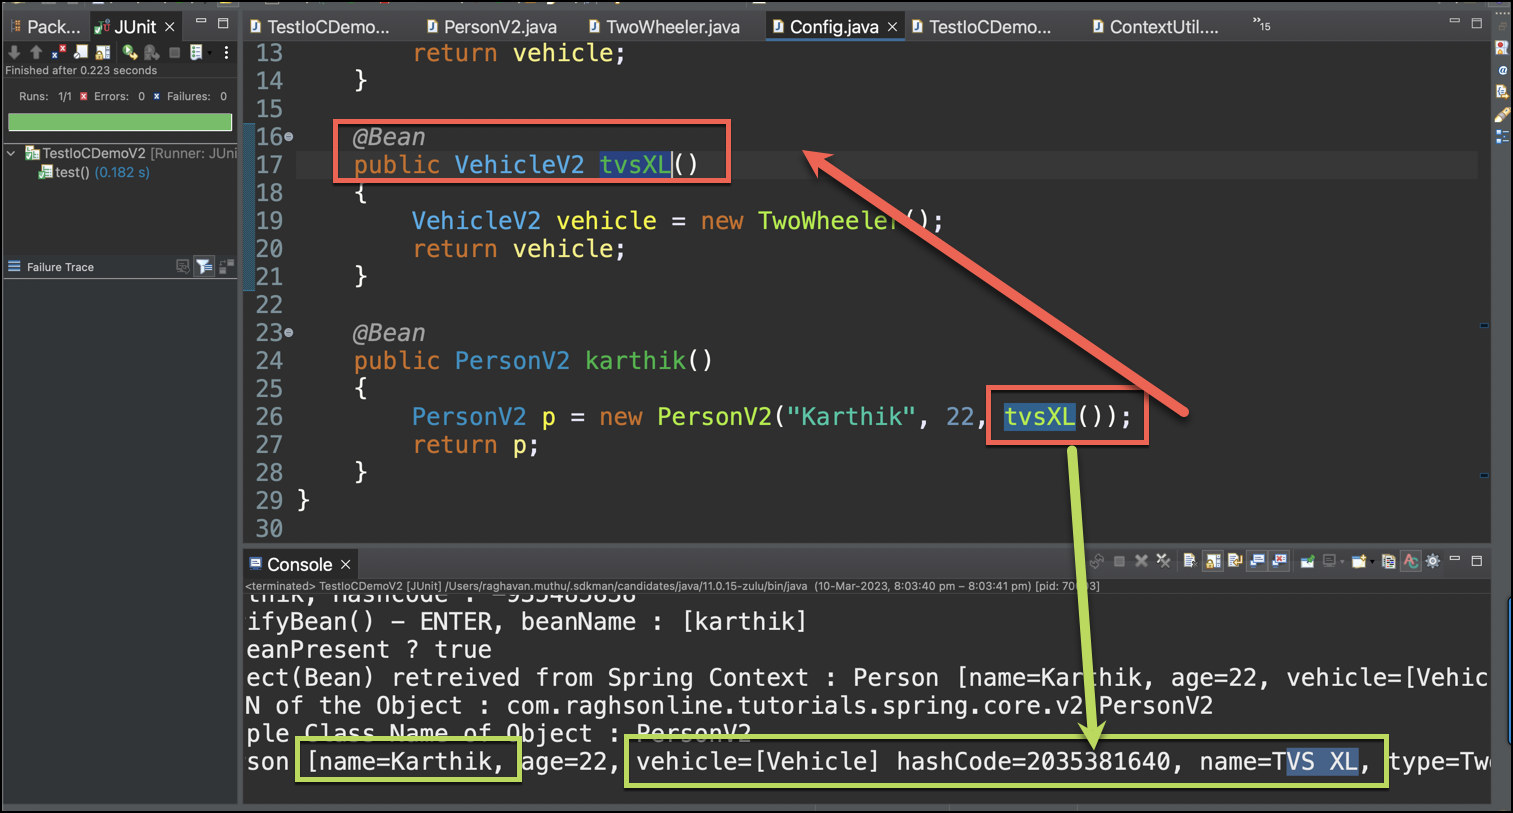 Pack... JUnit
Finished after 0.223 seconds
Runs: 1/1 Errors: 0 Failures: 0
TestIoCDemoV2 [Runner: JUni
test() (0.182 s)
Failure Trace
TestIoCDemo... PersonV2.java TwoWheeler.java Config.java TestIoCDemo... ContextUtil.... »15
13 return vehicle;
14 }
15
16 @Bean
17 public VehicleV2 tvsXL()
18 {
19 VehicleV2 vehicle = new TwoWheeler();
20 return vehicle;
21 }
22
23 @Bean
24 public PersonV2 karthik()
25 {
26 PersonV2 p = new PersonV2("Karthik", 22, tvsXL());
27 return p;
28 }
29 }
30
Console
<terminated> TestIoCDemoV2 [JUnit] /Users/raghavan.muthu/.sdkman/candidates/java/11.0.15-zulu/bin/java (10-Mar-2023, 8:03:40 pm – 8:03:41 pm) [pid:
ifyBean() - ENTER, beanName : [karthik]
eanPresent ? true
ect(Bean) retreived from Spring Context : Person [name=Karthik, age=22, vehicle=[Vehic
N of the Object : com.raghsonline.tutorials.spring.core.v2.PersonV2
ple Class Name of Object : PersonV2
son [name=Karthik, age=22, vehicle=[Vehicle] hashCode=2035381640, name=TVS XL, type=Two